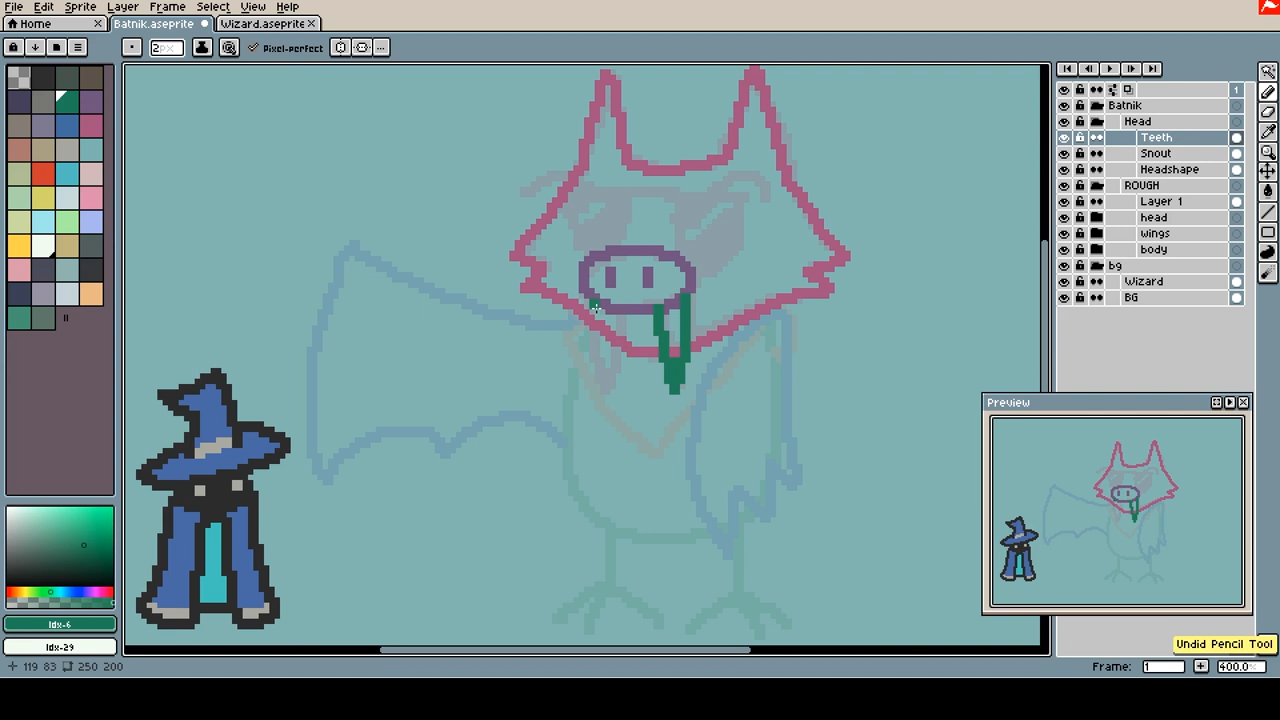 File Edit Sprite Layer Frame Select View Help
Home Batnik.aseprite Wizard.aseprite
2px Pixel-perfect ...
1
Batnik
Head
Teeth
Snout
Headshape
ROUGH
Layer 1
head
wings
body
bg
Wizard
BG
Preview
Idx-6
Idx-29
Undid Pencil Tool
119 83 250 200
Frame: 1 400.0